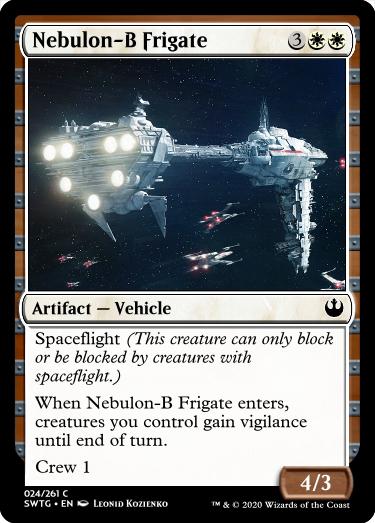 Nebulon-B Frigate 3
Artifact — Vehicle
Spaceflight (This creature can only block
or be blocked by creatures with
spaceflight.)
When Nebulon-B Frigate enters,
creatures you control gain vigilance
until end of turn.
Crew 1
4/3
024/261 C
SWTG • EN Leonid Kozienko
™ & © 2020 Wizards of the Coast